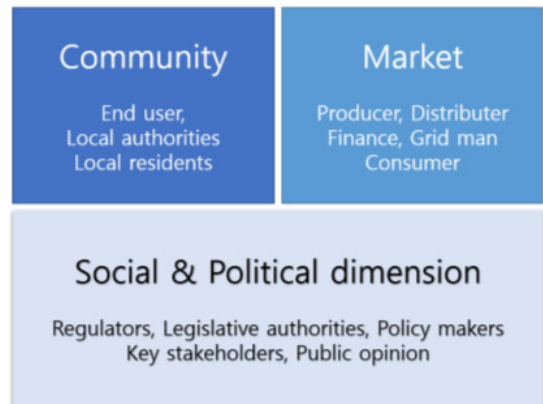 Community
End user,
Local authorities
Local residents
Market
Producer, Distributer
Finance, Grid man
Consumer
Social & Political dimension
Regulators, Legislative authorities, Policy makers
Key stakeholders, Public opinion